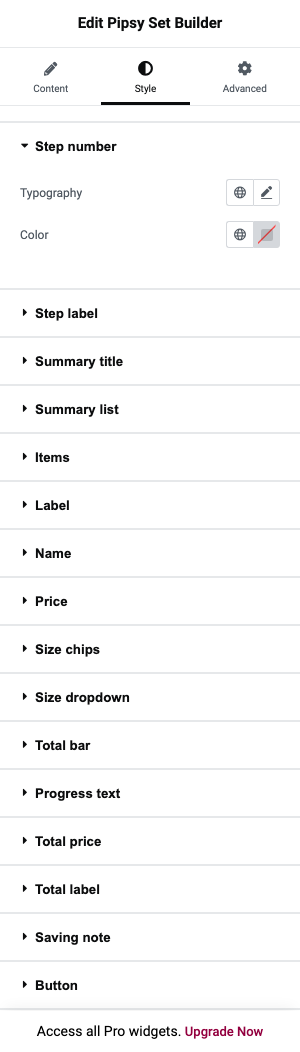 Edit Pipsy Set Builder
Content
Style
Advanced
Step number
Typography
Color
Step label
Summary title
Summary list
Items
Label
Name
Price
Size chips
Size dropdown
Total bar
Progress text
Total price
Total label
Saving note
Button
Access all Pro widgets. Upgrade Now